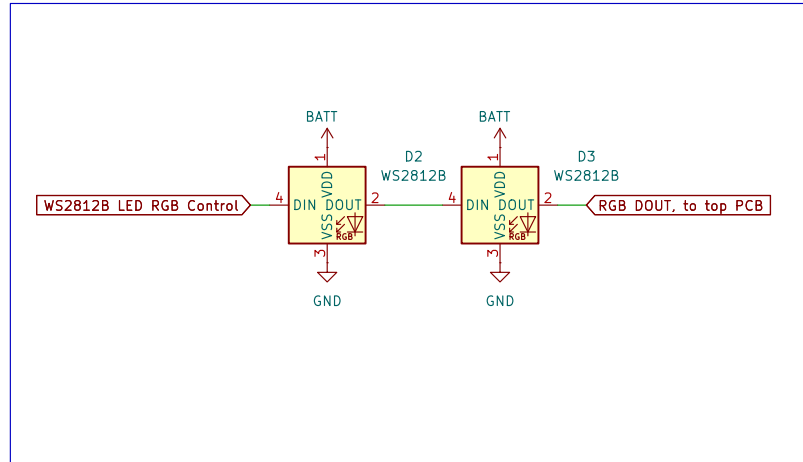 BATT
BATT
D2
WS2812B
D3
WS2812B
1
VDD
1
VDD
WS2812B LED RGB Control
4
DIN
DOUT
2
4
DIN
DOUT
2
RGB DOUT, to top PCB
VSS
RGB
3
VSS
RGB
3
GND
GND